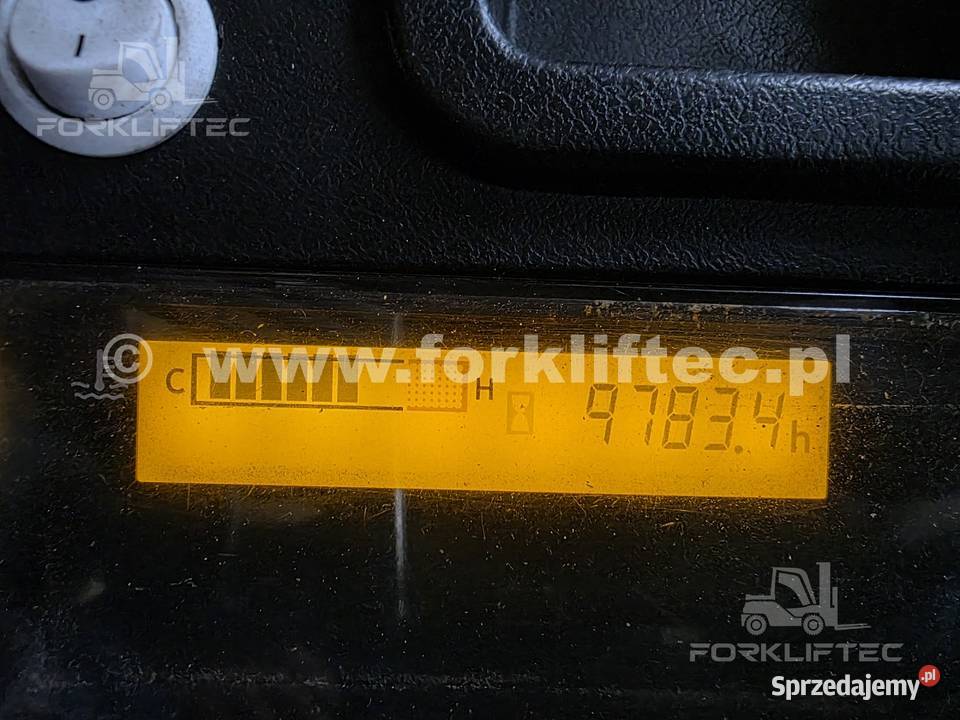 FORKLIFTEC
© www.forkliftec.pl
C H 9783.4h
FORKLIFTEC
Sprzedajemy.pl